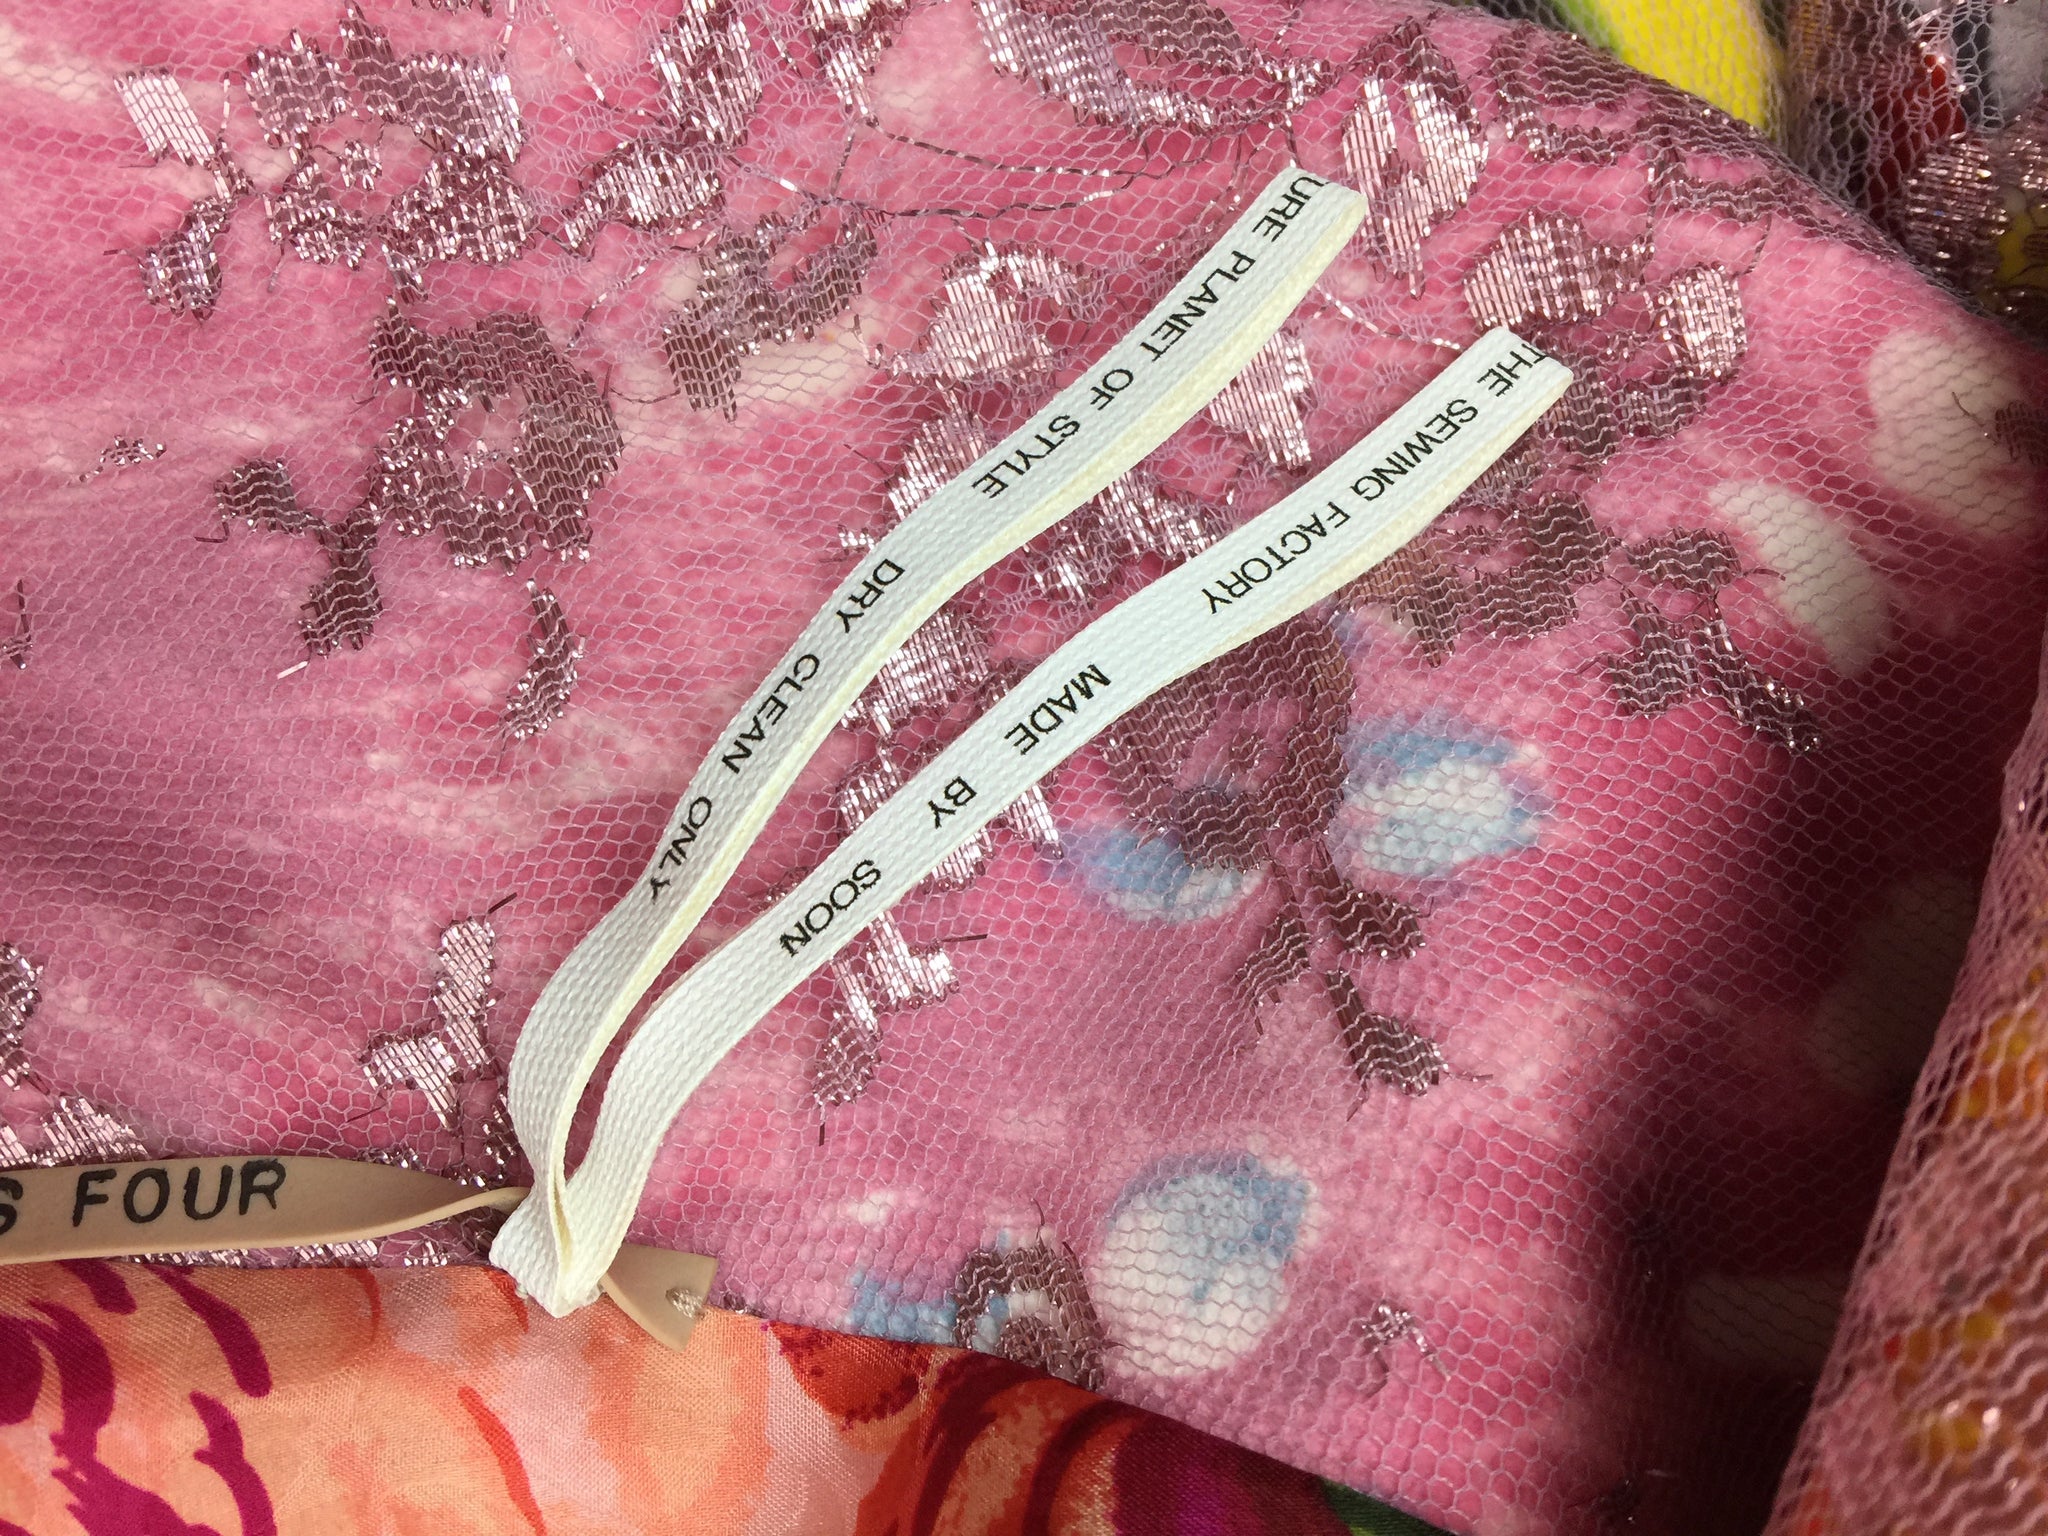 URE PLANET OF STYLE
DRY CLEAN ONLY
THE SEWING FACTORY
MADE BY SOON
S FOUR